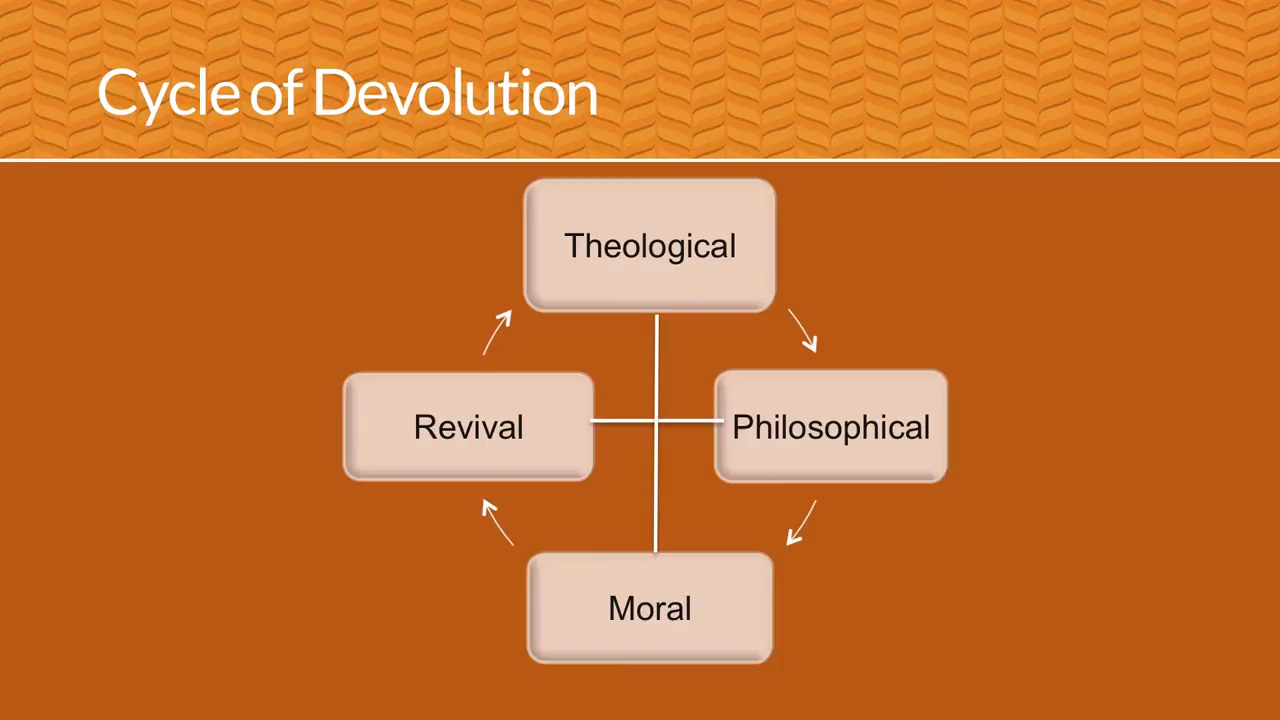 Cycle of Devolution
Theological
Revival
Philosophical
Moral